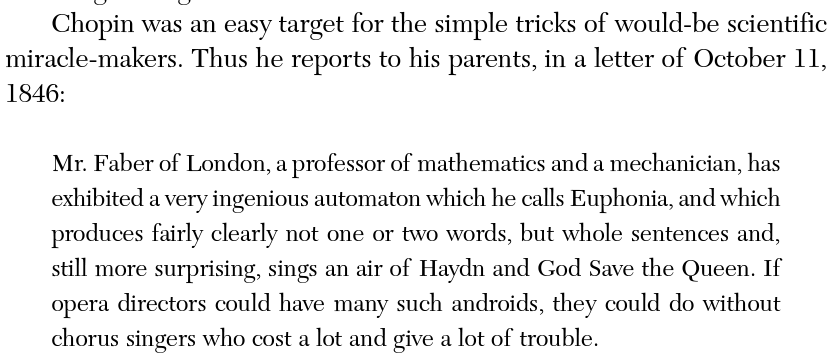 Chopin was an easy target for the simple tricks of would-be scientific
miracle-makers. Thus he reports to his parents, in a letter of October 11,
1846:
Mr. Faber of London, a professor of mathematics and a mechanician, has
exhibited a very ingenious automaton which he calls Euphonia, and which
produces fairly clearly not one or two words, but whole sentences and,
still more surprising, sings an air of Haydn and God Save the Queen. If
opera directors could have many such androids, they could do without
chorus singers who cost a lot and give a lot of trouble.